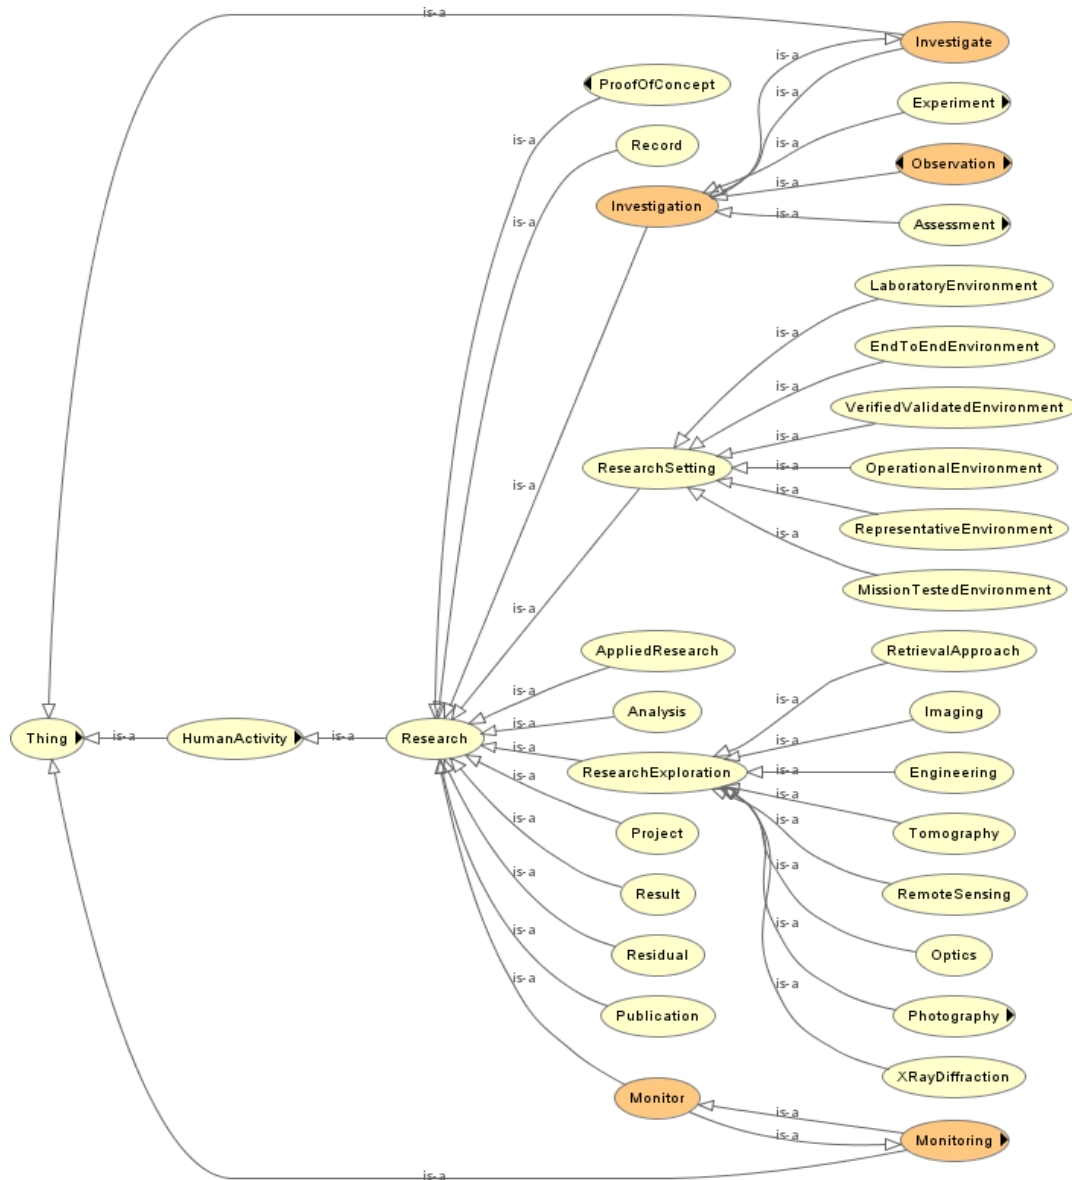 is-a
Investigate
is-a
ProofOfConcept
is-a
Experiment
is-a
Record
is-a
Observation
is-a
Investigation
is-a
Assessment
is-a
is-a
LaboratoryEnvironment
is-a
EndToEndEnvironment
is-a
VerifiedValidatedEnvironment
is-a
ResearchSetting
is-a
OperationalEnvironment
is-a
is-a
RepresentativeEnvironment
is-a
MissionTestedEnvironment
is-a
AppliedResearch
RetrievalApproach
is-a
is-a
Analysis
Imaging
is-a
Thing
is-a
HumanActivity
is-a
Research
is-a
is-a
ResearchExploration
is-a
Engineering
is-a
is-a
Project
is-a
Tomography
is-a
is-a
Result
RemoteSensing
is-a
is-a
is-a
Residual
Optics
is-a
is-a
Publication
Photography
XRayDiffraction
Monitor
is-a
is-a
Monitoring
is-a